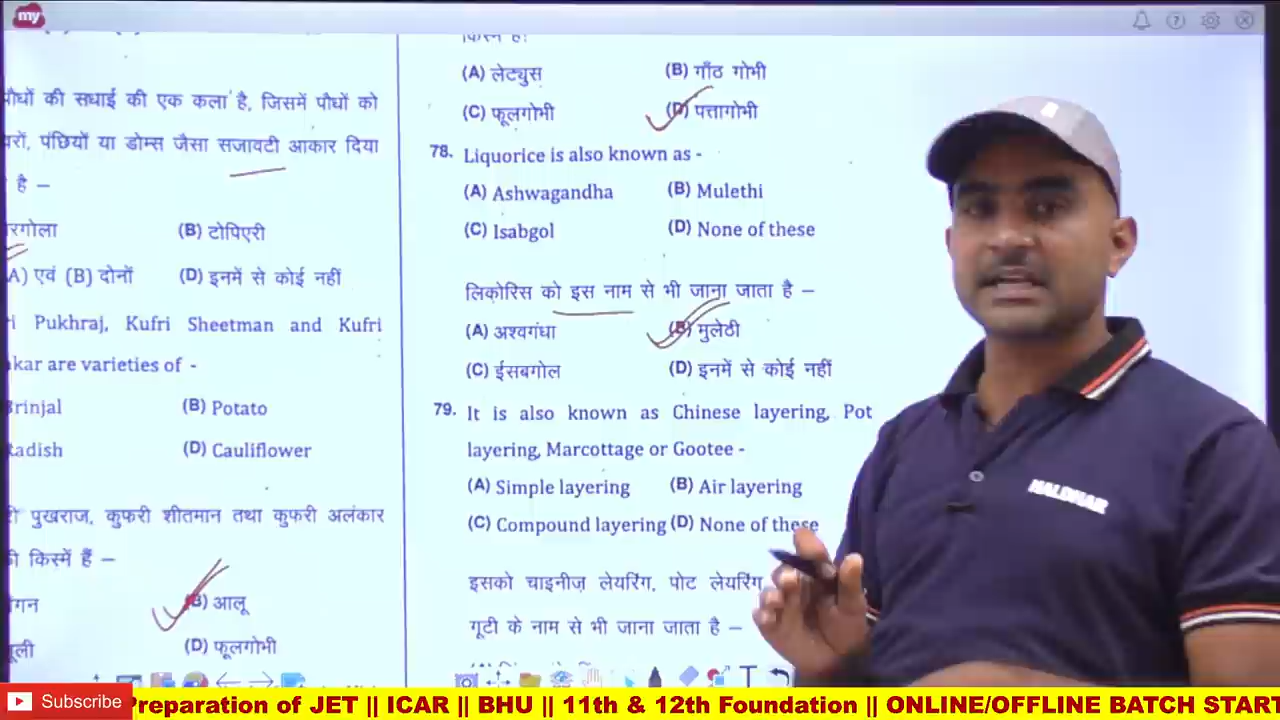 my
पौधों की सधाई की एक कला है, जिसमें पौधों को
पंछियों या डोम्स जैसा सजावटी आकार दिया
है –
(B) टोपिएरी
A) एवं (B) दोनों (D) इनमें से कोई नहीं
Pukhraj, Kufri Sheetman and Kufri
are varieties of -
(B) Potato
(D) Cauliflower
पुखराज, कुफरी शीतमान तथा कुफरी अलंकार
किस्में हैं –
(B) आलू
(D) फूलगोभी
(A) लेट्युस (B) गाँठ गोभी
(C) फूलगोभी (D) पत्तागोभी
78. Liquorice is also known as -
(A) Ashwagandha (B) Mulethi
(C) Isabgol (D) None of these
लिकोरिस को इस नाम से भी जाना जाता है –
(A) अश्वगंधा (B) मुलेठी
(C) ईसबगोल (D) इनमें से कोई नहीं
79. It is also known as Chinese layering, Pot
layering, Marcottage or Gootee -
(A) Simple layering (B) Air layering
(C) Compound layering (D) None of these
इसको चाइनीज़ लेयरिंग, पोट लेयरिंग
गूटी के नाम से भी जाना जाता है –
NALDHAR
Subscribe
Preparation of JET || ICAR || BHU || 11th & 12th Foundation || ONLINE/OFFLINE BATCH START